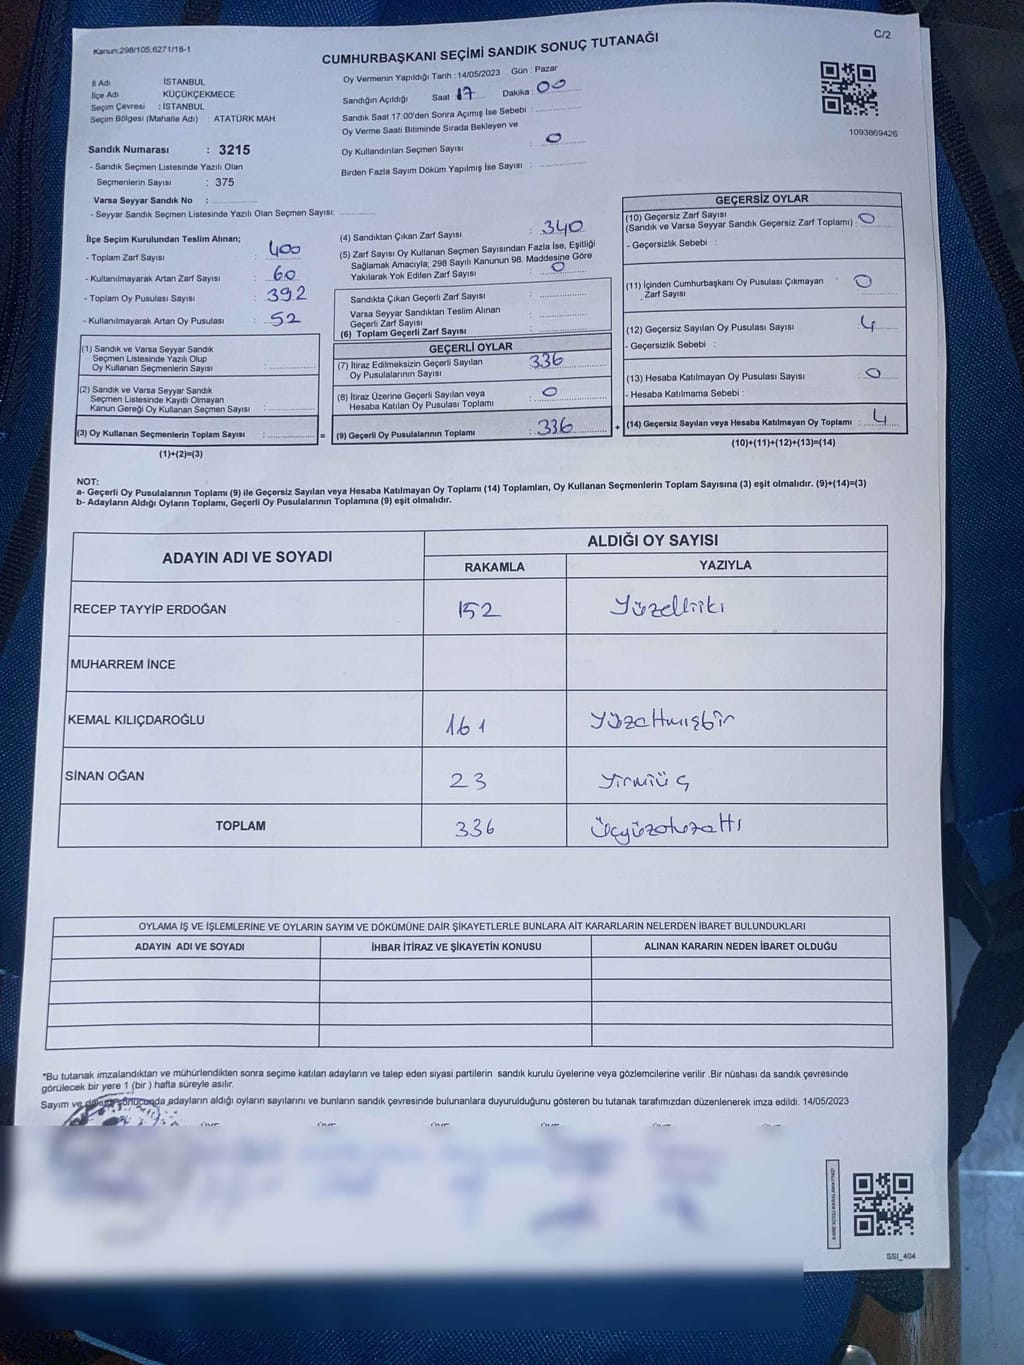 Kanun:298/105,6271/18-1
C/2
CUMHURBAŞKANI SEÇİMİ SANDIK SONUÇ TUTANAĞI
İl Adı İSTANBUL
İlçe Adı KÜÇÜKÇEKMECE
Seçim Çevresi : İSTANBUL
Seçim Bölgesi (Mahalle Adı) : ATATÜRK MAH.
Sandık Numarası : 3215
- Sandık Seçmen Listesinde Yazılı Olan
Seçmenlerin Sayısı : 375
Varsa Seyyar Sandık No :
- Seyyar Sandık Seçmen Listesinde Yazılı Olan Seçmen Sayısı:
Oy Vermenin Yapıldığı Tarih : 14/05/2023 Gün : Pazar
Sandığın Açıldığı Saat 17 Dakika : 00
Sandık Saat 17:00'den Sonra Açımış İse Sebebi :
Oy Verme Saati Bitiminde Sırada Bekleyen ve
Oy Kullandırılan Seçmen Sayısı : 0
Birden Fazla Sayım Döküm Yapılmış İse Sayısı :
1093869426
İlçe Seçim Kurulundan Teslim Alınan;
- Toplam Zarf Sayısı : 400
- Kullanılmayarak Artan Zarf Sayısı : 60
- Toplam Oy Pusulası Sayısı : 392
- Kullanılmayarak Artan Oy Pusulası : 52
(1) Sandık ve Varsa Seyyar Sandık
Seçmen Listesinde Yazılı Olup
Oy Kullanan Seçmenlerin Sayısı :
(2) Sandık ve Varsa Seyyar Sandık
Seçmen Listesinde Kayıtlı Olmayan
Kanun Gereği Oy Kullanan Seçmen Sayısı :
(3) Oy Kullanan Seçmenlerin Toplam Sayısı : =
(1)+(2)=(3)
(4) Sandıktan Çıkan Zarf Sayısı : 340
(5) Zarf Sayısı Oy Kullanan Seçmen Sayısından Fazla İse, Eşitliği
Sağlamak Amacıyla; 298 Sayılı Kanunun 98. Maddesine Göre
Yakılarak Yok Edilen Zarf Sayısı : 0
Sandıkta Çıkan Geçerli Zarf Sayısı :
Varsa Seyyar Sandıktan Teslim Alınan
Geçerli Zarf Sayısı :
(6) Toplam Geçerli Zarf Sayısı :
GEÇERLİ OYLAR
(7) İtiraz Edilmeksizin Geçerli Sayılan
Oy Pusulalarının Sayısı : 336
(8) İtiraz Üzerine Geçerli Sayılan veya
Hesaba Katılan Oy Pusulası Toplamı : 0
(9) Geçerli Oy Pusulalarının Toplamı : 336 +
GEÇERSİZ OYLAR
(10) Geçersiz Zarf Sayısı
(Sandık ve Varsa Seyyar Sandık Geçersiz Zarf Toplamı) : 0
- Geçersizlik Sebebi :
(11) İçinden Cumhurbaşkanı Oy Pusulası Çıkmayan
Zarf Sayısı : 0
(12) Geçersiz Sayılan Oy Pusulası Sayısı : 4
- Geçersizlik Sebebi :
(13) Hesaba Katılmayan Oy Pusulası Sayısı : 0
- Hesaba Katılmama Sebebi :
(14) Geçersiz Sayılan veya Hesaba Katılmayan Oy Toplamı : 4
(10)+(11)+(12)+(13)=(14)
NOT:
a- Geçerli Oy Pusulalarının Toplamı (9) ile Geçersiz Sayılan veya Hesaba Katılmayan Oy Toplamı (14) Toplamları, Oy Kullanan Seçmenlerin Toplam Sayısına (3) eşit olmalıdır. (9)+(14)=(3)
b- Adayların Aldığı Oyların Toplamı, Geçerli Oy Pusulalarının Toplamına (9) eşit olmalıdır.
ADAYIN ADI VE SOYADI ALDIĞI OY SAYISI
RAKAMLA YAZIYLA
RECEP TAYYİP ERDOĞAN 152 Yüzelliiki
MUHARREM İNCE
KEMAL KILIÇDAROĞLU 161 Yüzaltmışbir
SİNAN OĞAN 23 Yirmiüç
TOPLAM 336 Üçyüzotuzaltı
OYLAMA İŞ VE İŞLEMLERİNE VE OYLARIN SAYIM VE DÖKÜMÜNE DAİR ŞİKAYETLERLE BUNLARA AİT KARARLARIN NELERDEN İBARET BULUNDUKLARI
ADAYIN ADI VE SOYADI İHBAR İTİRAZ VE ŞİKAYETİN KONUSU ALINAN KARARIN NEDEN İBARET OLDUĞU
*Bu tutanak imzalandıktan ve mühürlendikten sonra seçime katılan adayların ve talep eden siyasi partilerin sandık kurulu üyelerine veya gözlemcilerine verilir .Bir nüshası da sandık çevresinde
görülecek bir yere 1 (bir ) hafta süreyle asılır.
Sayım ve döküm sonucunda adayların aldığı oyların sayılarını ve bunların sandık çevresinde bulunanlara duyurulduğunu gösteren bu tutanak tarafımızdan düzenlenerek imza edildi. 14/05/2023
SSI_404